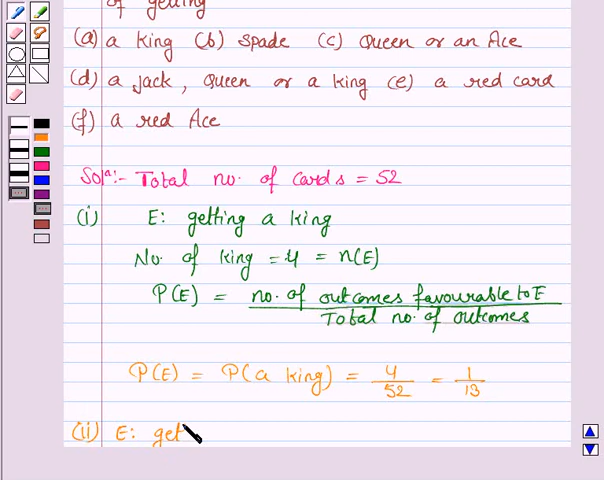 of getting
(a) a king (b) spade (c) Queen or an Ace
(d) a jack, Queen or a king (e) a red card
(f) a red Ace
Solⁿ:- Total no. of cards = 52
(i) E: getting a king
No. of king = 4 = n(E)
P(E) = no. of outcomes favourable to E / Total no. of outcomes
P(E) = P(a king) = 4/52 = 1/13
(ii) E: get